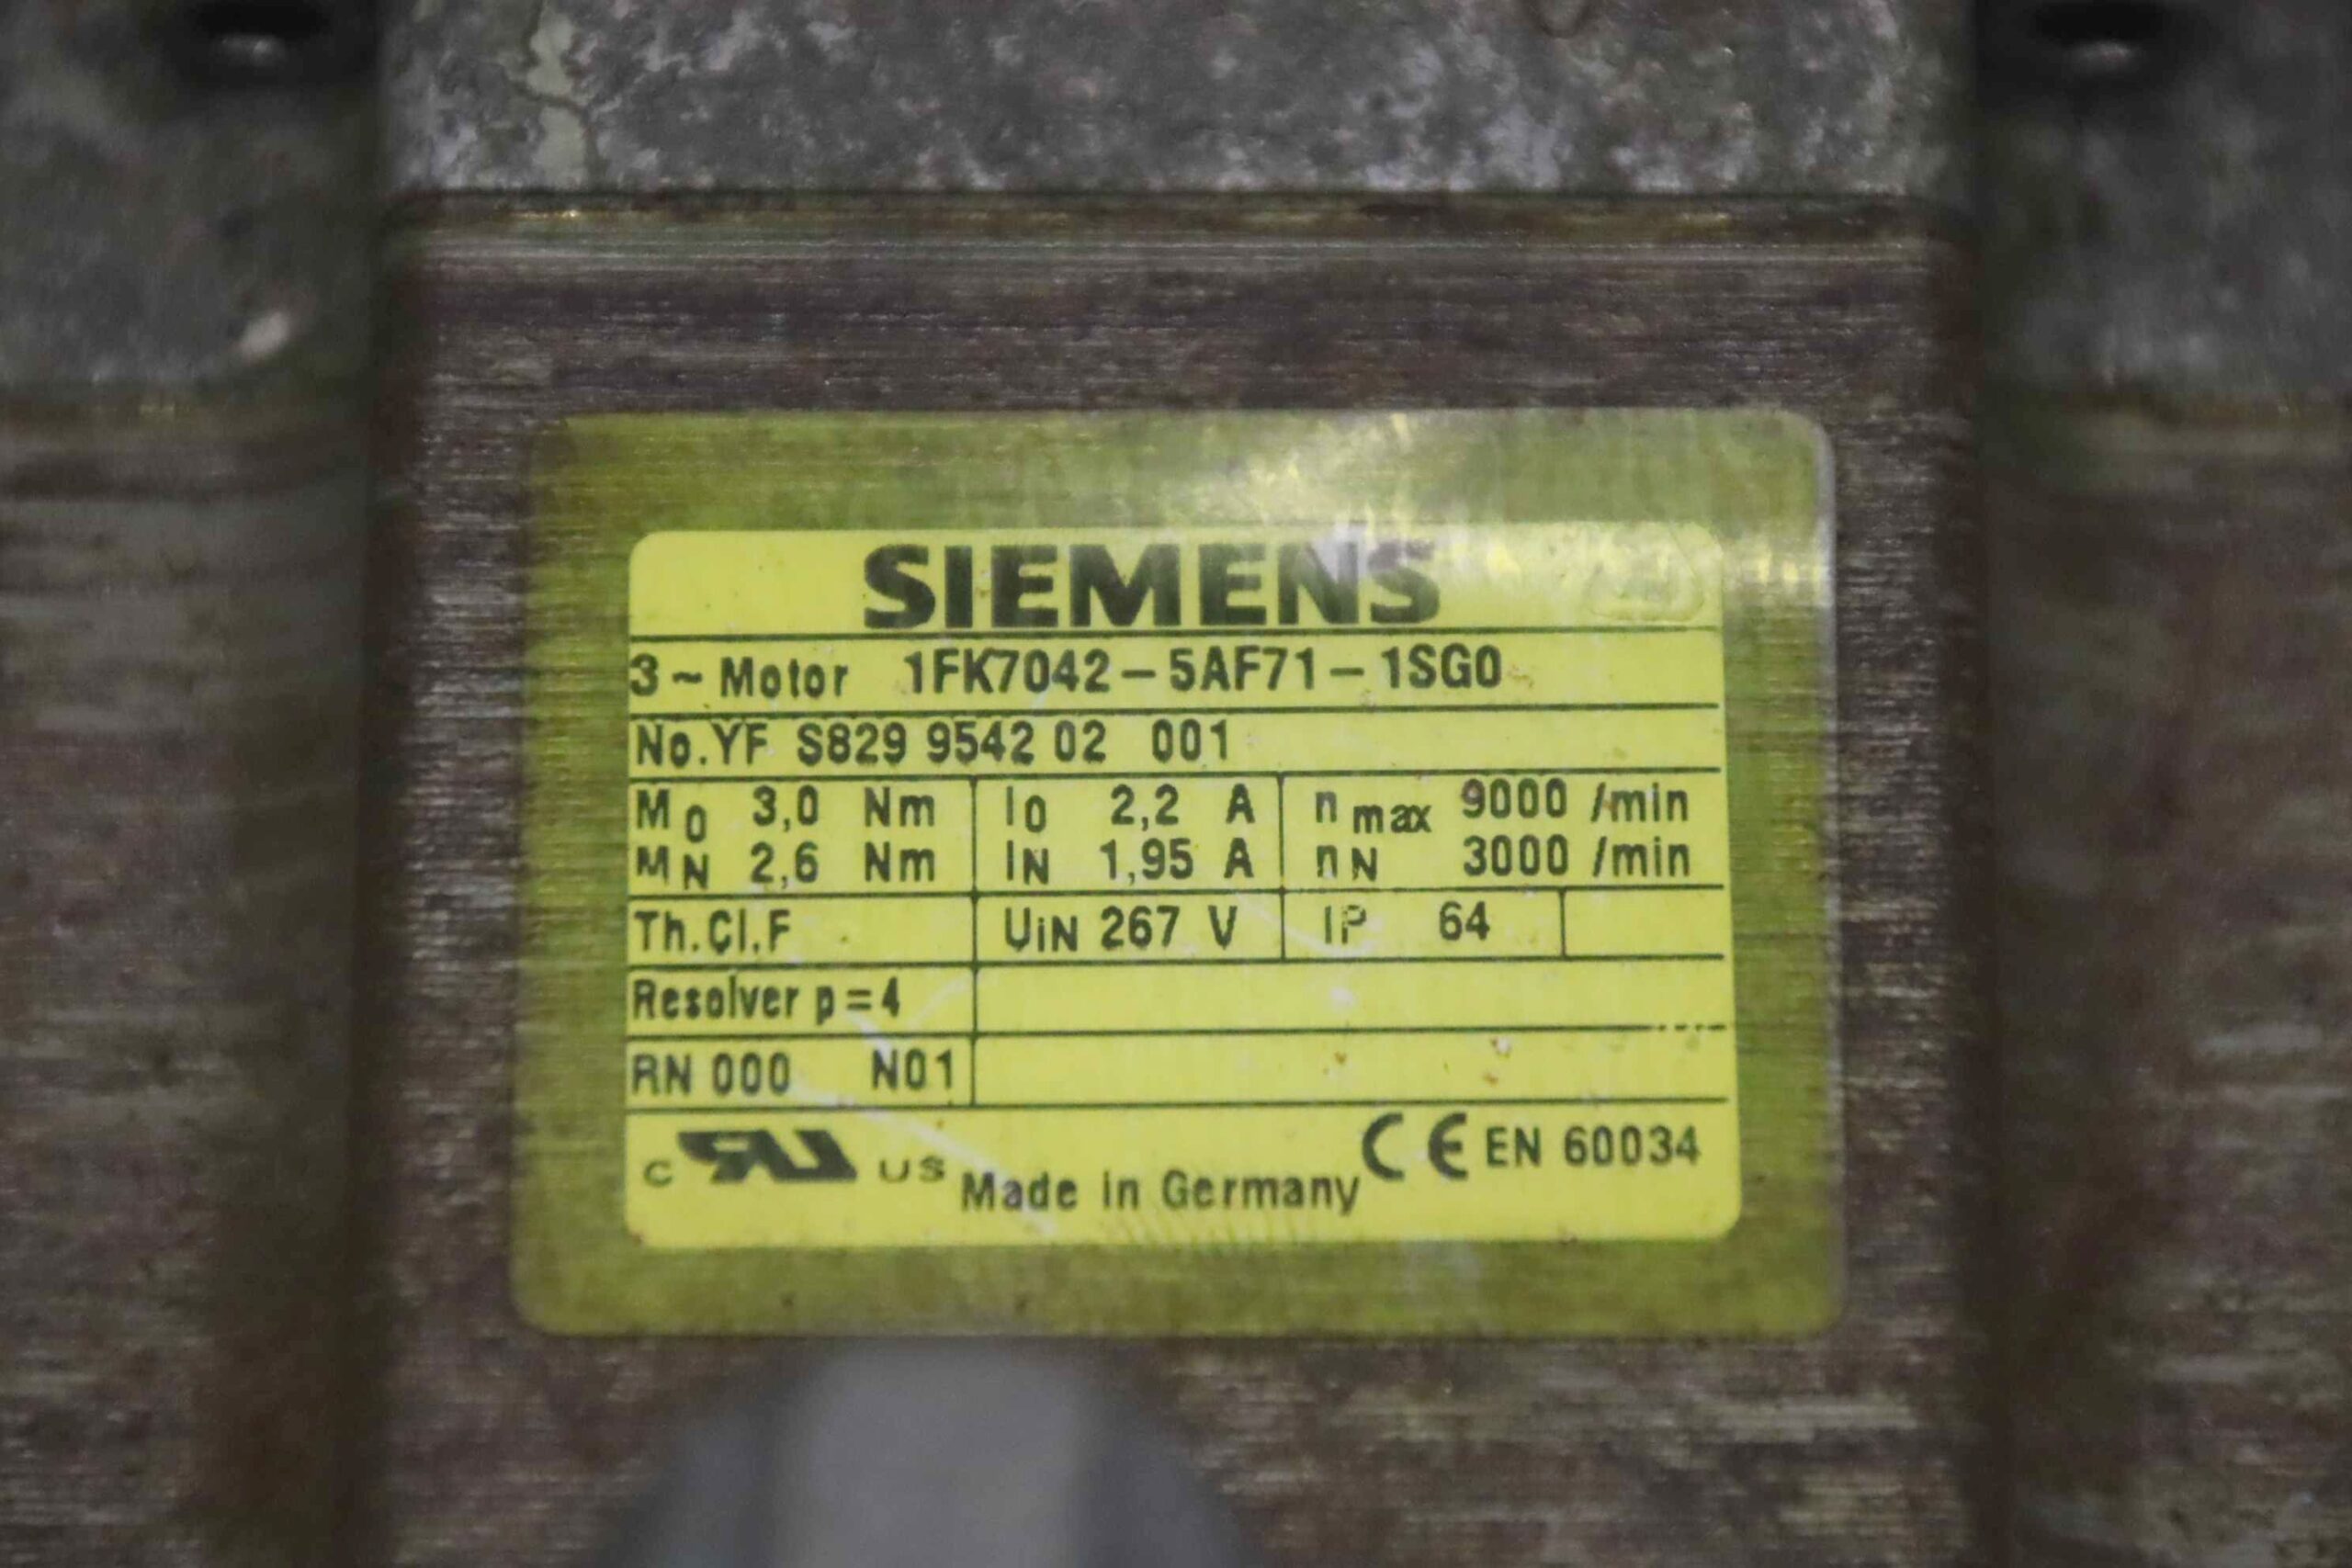 SIEMENS
3~Motor 1FK7042-5AF71-1SG0
No.YF S829 9542 02 001
M0 3,0 Nm I0 2,2 A nmax 9000 /min
MN 2,6 Nm IN 1,95 A nN 3000 /min
Th.Cl.F UIN 267 V IP 64
Resolver p=4
RN 000 N01
c RU US Made in Germany CE EN 60034